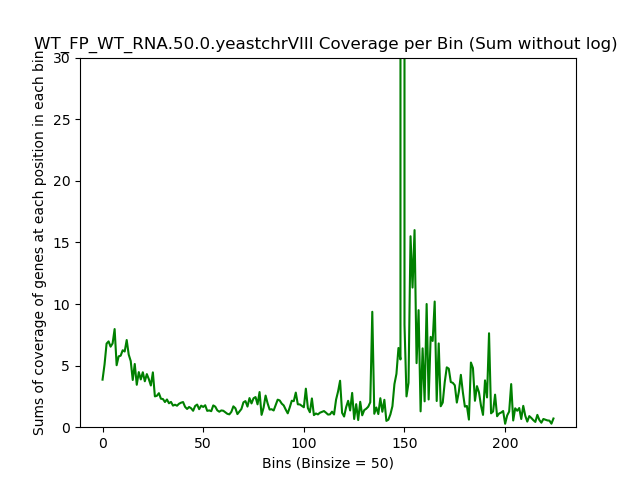 WT_FP_WT_RNA.50.0.yeastchrVIII Coverage per Bin (Sum without log)
Sums of coverage of genes at each position in each bin
30
25
20
15
10
5
0
0 50 100 150 200
Bins (Binsize = 50)